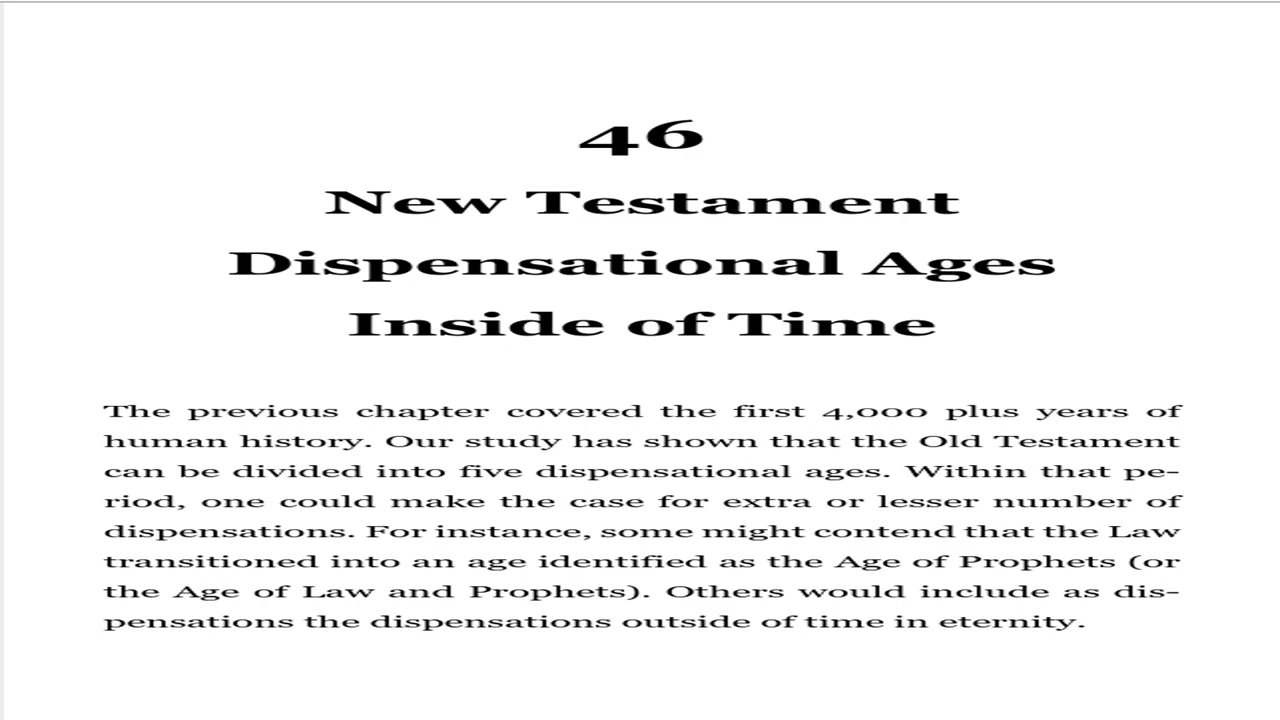 46
New Testament
Dispensational Ages
Inside of Time
The previous chapter covered the first 4,000 plus years of
human history. Our study has shown that the Old Testament
can be divided into five dispensational ages. Within that pe-
riod, one could make the case for extra or lesser number of
dispensations. For instance, some might contend that the Law
transitioned into an age identified as the Age of Prophets (or
the Age of Law and Prophets). Others would include as dis-
pensations the dispensations outside of time in eternity.